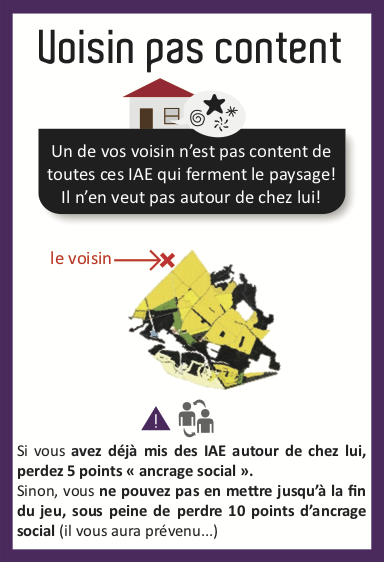 Voisin pas content
Un de vos voisin n'est pas content de
toutes ces IAE qui ferment le paysage!
Il n'en veut pas autour de chez lui!
le voisin
!
Si vous avez déjà mis des IAE autour de chez lui,
perdez 5 points « ancrage social ».
Sinon, vous ne pouvez pas en mettre jusqu'à la fin
du jeu, sous peine de perdre 10 points d'ancrage
social (il vous aura prévenu...)